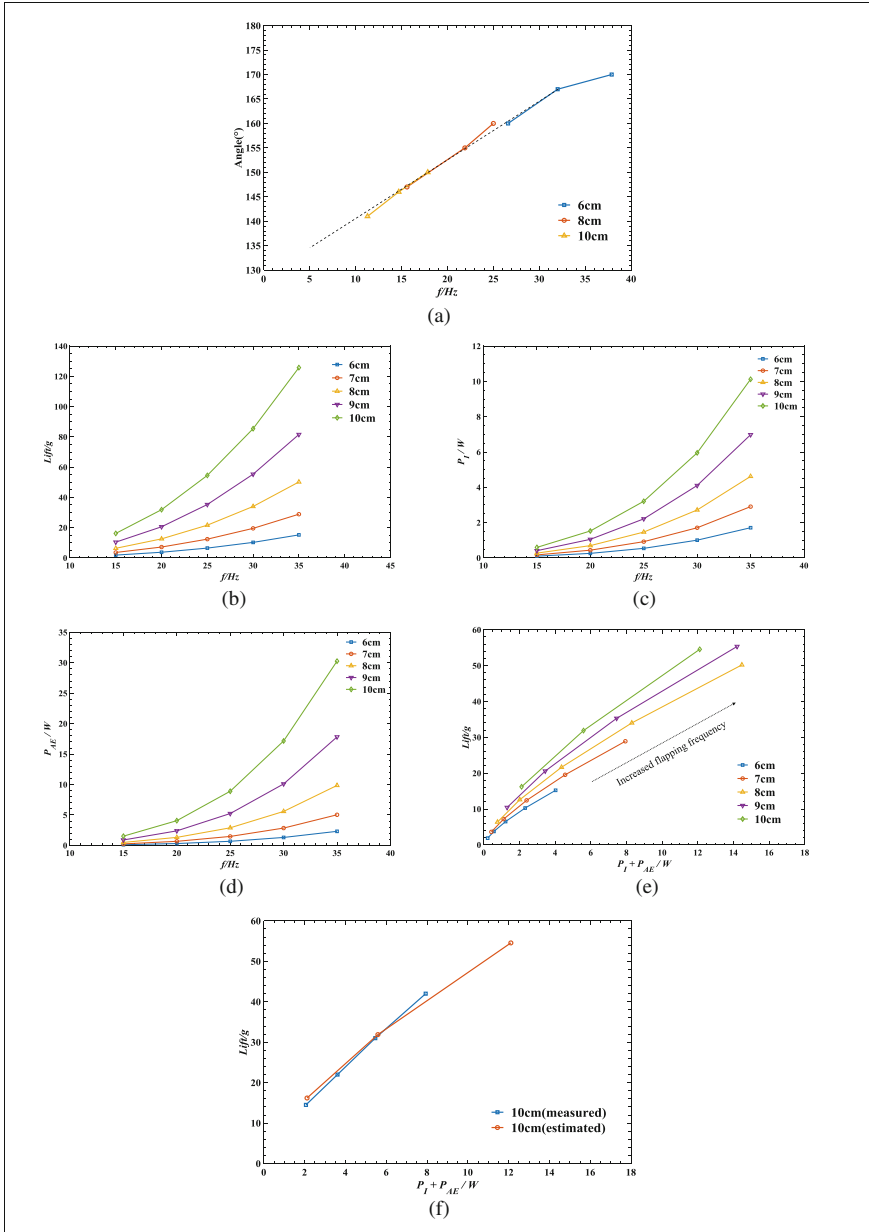 180
175
170
165
160
155
150
145
140
135
130
Angle(°)
0 5 10 15 20 25 30 35 40
f/Hz
6cm
8cm
10cm
(a)
140
120
100
80
60
40
20
0
Lift/g
10 15 20 25 30 35 40 45
f/Hz
6cm
7cm
8cm
9cm
10cm
(b)
12
10
8
6
4
2
0
P_I / W
10 15 20 25 30 35 40
f/Hz
6cm
7cm
8cm
9cm
10cm
(c)
35
30
25
20
15
10
5
0
P_AE / W
10 15 20 25 30 35 40
f/Hz
6cm
7cm
8cm
9cm
10cm
(d)
60
50
40
30
20
10
0
Lift/g
0 2 4 6 8 10 12 14 16 18
P_I + P_AE / W
Increased flapping frequency
6cm
7cm
8cm
9cm
10cm
(e)
60
50
40
30
20
10
0
Lift/g
0 2 4 6 8 10 12 14 16 18
P_I + P_AE / W
10cm(measured)
10cm(estimated)
(f)